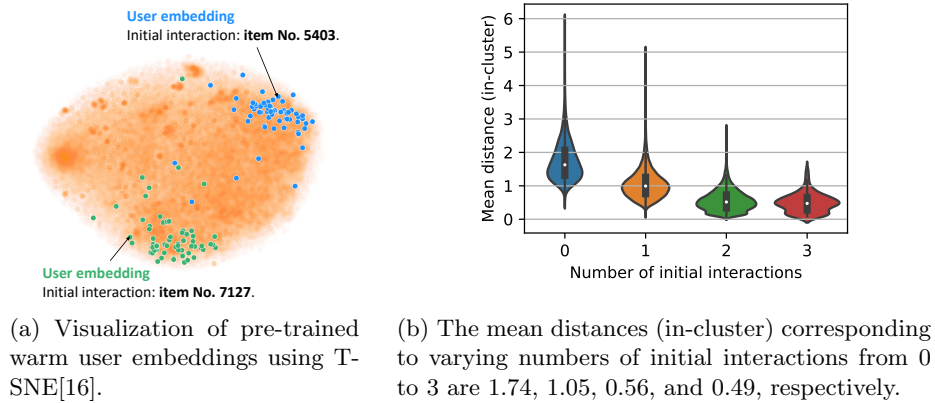 User embedding
Initial interaction: item No. 5403.
User embedding
Initial interaction: item No. 7127.
(a) Visualization of pre-trained
warm user embeddings using T-
SNE[16].
Mean distance (in-cluster)
6
5
4
3
2
1
0
0 1 2 3
Number of initial interactions
(b) The mean distances (in-cluster) corresponding
to varying numbers of initial interactions from 0
to 3 are 1.74, 1.05, 0.56, and 0.49, respectively.